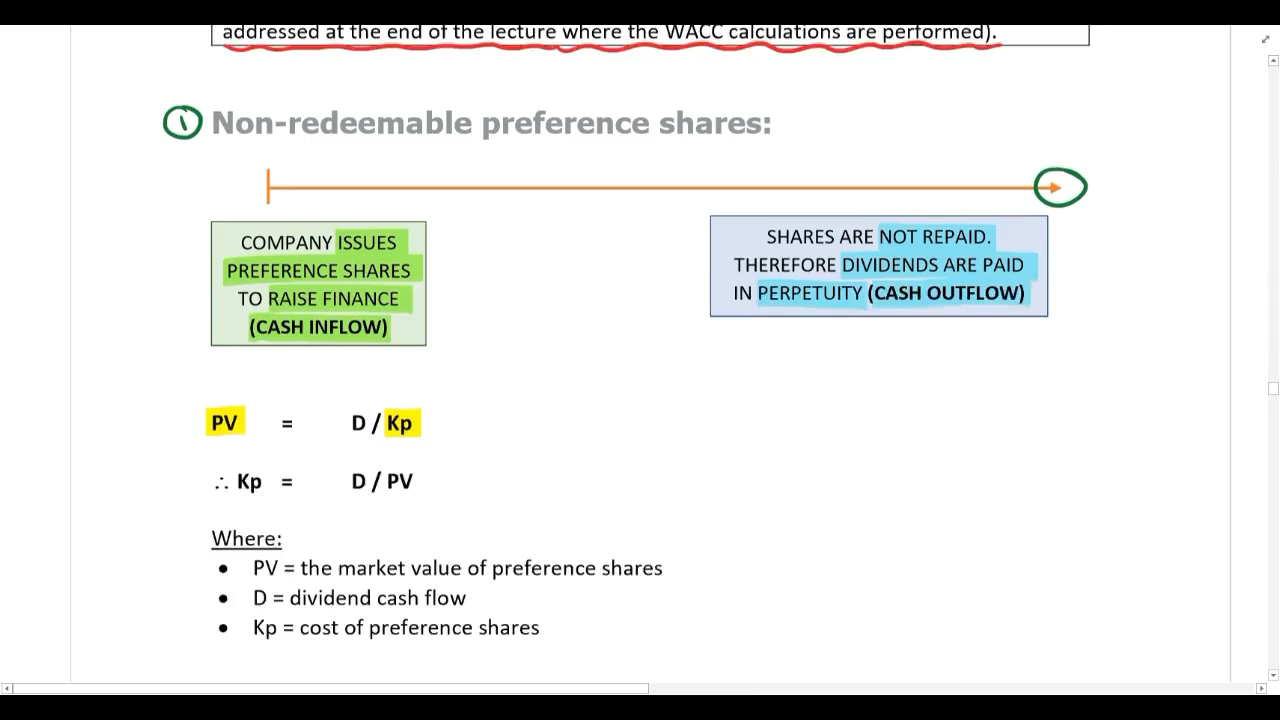 addressed at the end of the lecture where the WACC calculations are performed).
1 Non-redeemable preference shares:
COMPANY ISSUES
PREFERENCE SHARES
TO RAISE FINANCE
(CASH INFLOW)
SHARES ARE NOT REPAID.
THEREFORE DIVIDENDS ARE PAID
IN PERPETUITY (CASH OUTFLOW)
PV = D / Kp
∴ Kp = D / PV
Where:
• PV = the market value of preference shares
• D = dividend cash flow
• Kp = cost of preference shares